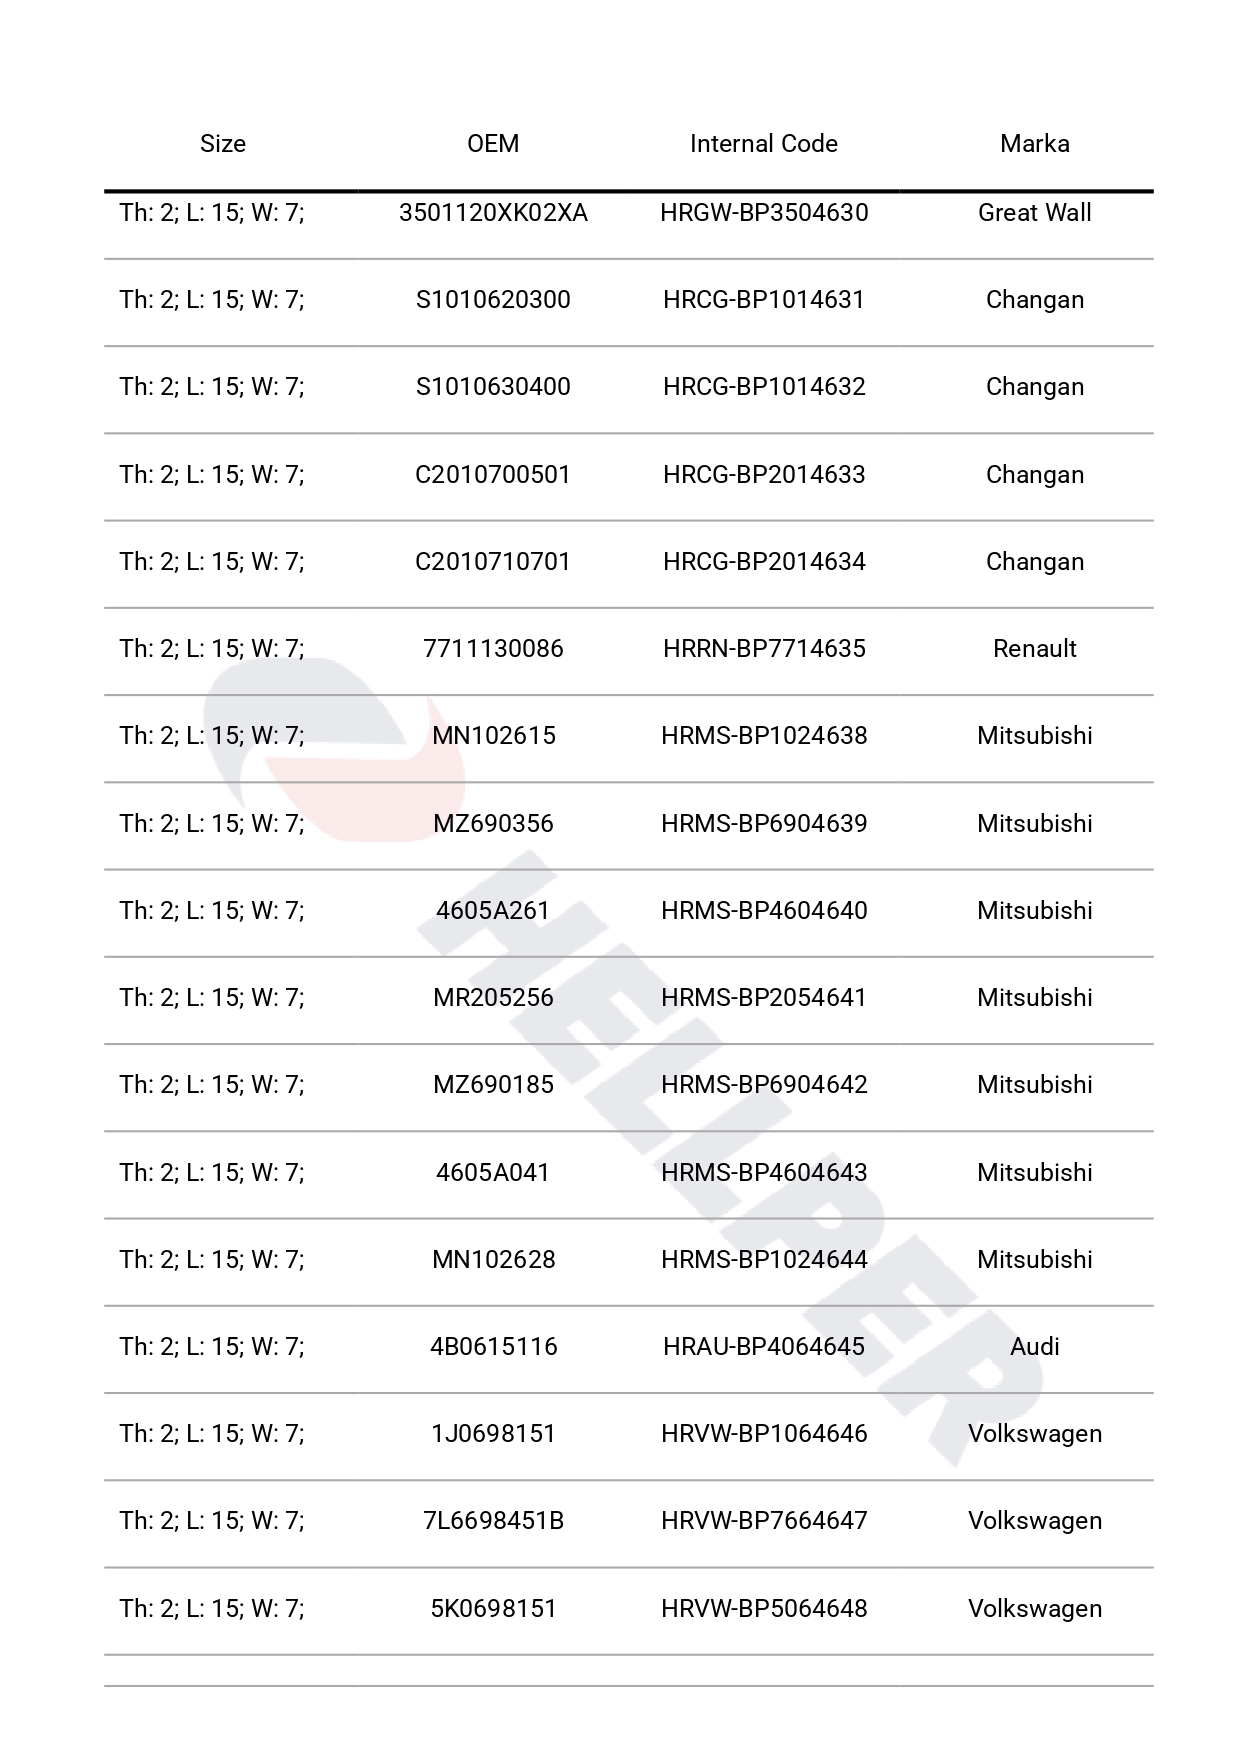 Size OEM Internal Code Marka
Th: 2; L: 15; W: 7; 3501120XK02XA HRGW-BP3504630 Great Wall
Th: 2; L: 15; W: 7; S1010620300 HRCG-BP1014631 Changan
Th: 2; L: 15; W: 7; S1010630400 HRCG-BP1014632 Changan
Th: 2; L: 15; W: 7; C2010700501 HRCG-BP2014633 Changan
Th: 2; L: 15; W: 7; C2010710701 HRCG-BP2014634 Changan
Th: 2; L: 15; W: 7; 7711130086 HRRN-BP7714635 Renault
Th: 2; L: 15; W: 7; MN102615 HRMS-BP1024638 Mitsubishi
Th: 2; L: 15; W: 7; MZ690356 HRMS-BP6904639 Mitsubishi
Th: 2; L: 15; W: 7; 4605A261 HRMS-BP4604640 Mitsubishi
Th: 2; L: 15; W: 7; MR205256 HRMS-BP2054641 Mitsubishi
Th: 2; L: 15; W: 7; MZ690185 HRMS-BP6904642 Mitsubishi
Th: 2; L: 15; W: 7; 4605A041 HRMS-BP4604643 Mitsubishi
Th: 2; L: 15; W: 7; MN102628 HRMS-BP1024644 Mitsubishi
Th: 2; L: 15; W: 7; 4B0615116 HRAU-BP4064645 Audi
Th: 2; L: 15; W: 7; 1J0698151 HRVW-BP1064646 Volkswagen
Th: 2; L: 15; W: 7; 7L6698451B HRVW-BP7664647 Volkswagen
Th: 2; L: 15; W: 7; 5K0698151 HRVW-BP5064648 Volkswagen
HELLPER